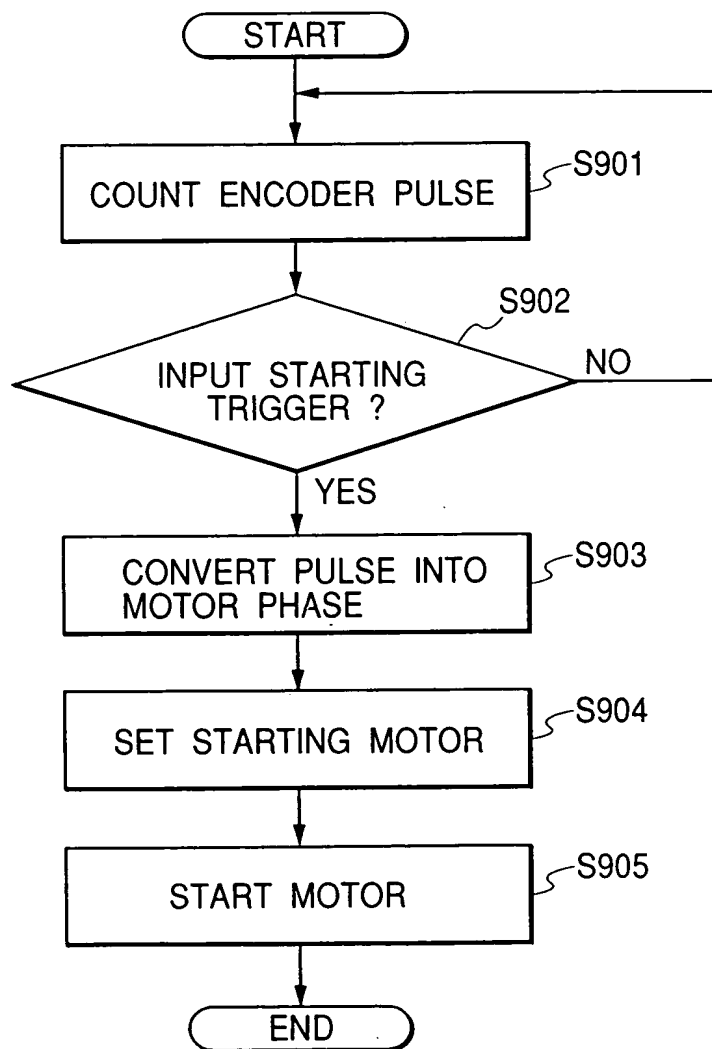 START
COUNT ENCODER PULSE
S901
S902
INPUT STARTING
TRIGGER ?
NO
YES
CONVERT PULSE INTO
MOTOR PHASE
S903
SET STARTING MOTOR
S904
START MOTOR
S905
END